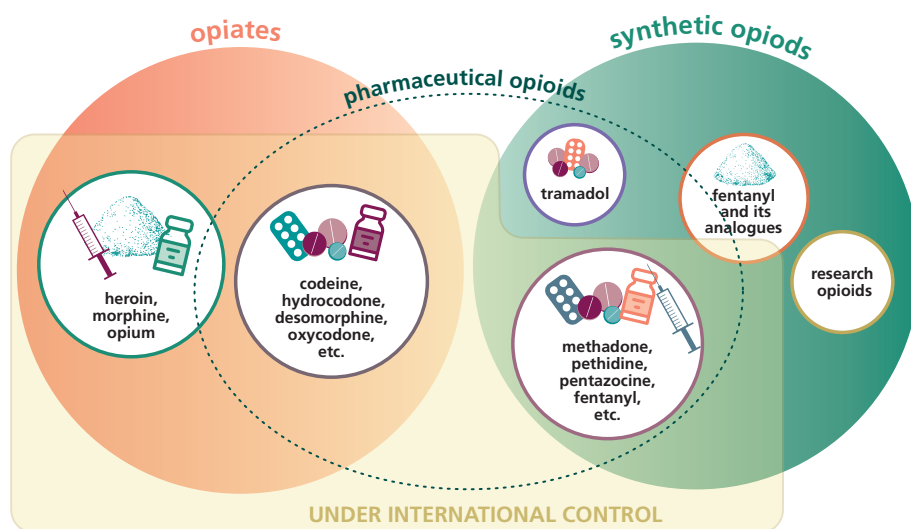 opiates
synthetic opiods
pharmaceutical opioids
tramadol
fentanyl
and its
analogues
heroin,
morphine,
opium
codeine,
hydrocodone,
desomorphine,
oxycodone,
etc.
research
opioids
methadone,
pethidine,
pentazocine,
fentanyl,
etc.
UNDER INTERNATIONAL CONTROL